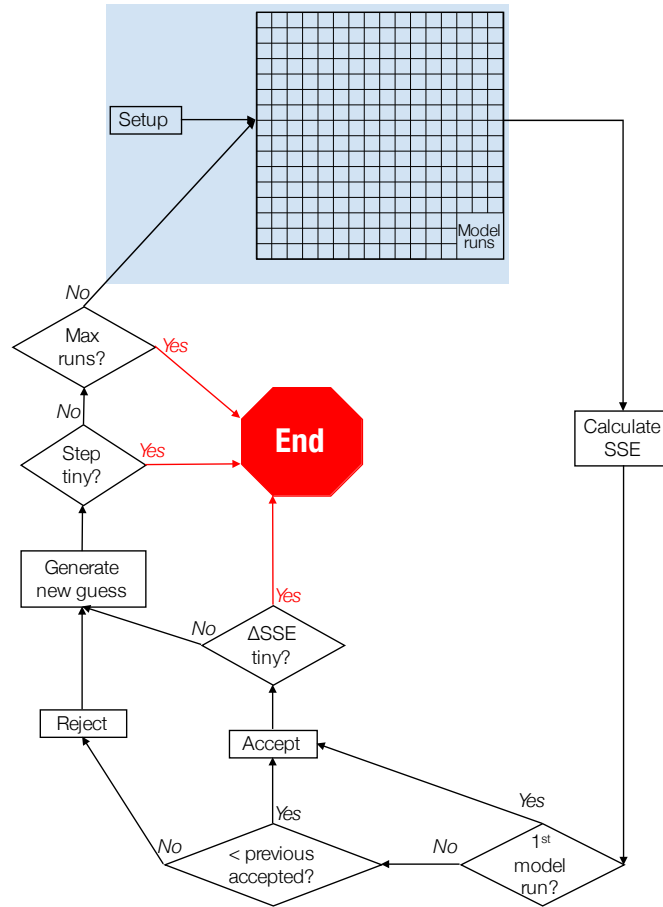 Setup
Model
runs
No
Max
runs?
Yes
No
Step
tiny?
Yes
End
Calculate
SSE
Generate
new guess
Yes
No
ΔSSE
tiny?
Reject
Accept
Yes
Yes
No
No
< previous
accepted?
1st
model
run?